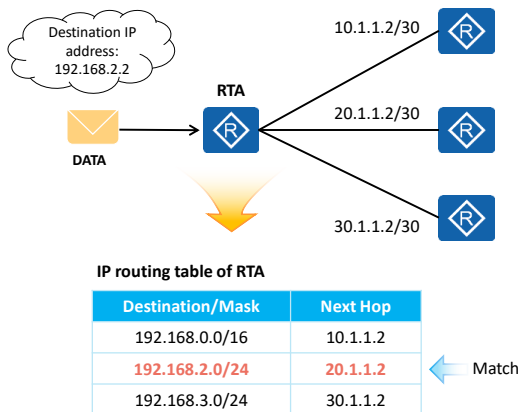 Destination IP
address:
192.168.2.2
10.1.1.2/30
R
RTA
R
20.1.1.2/30
R
DATA
30.1.1.2/30
R
IP routing table of RTA
Destination/Mask Next Hop
192.168.0.0/16 10.1.1.2
192.168.2.0/24 20.1.1.2 Match
192.168.3.0/24 30.1.1.2